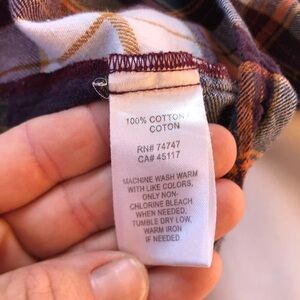 100% COTTON /
COTON
RN# 74747
CA# 45117
MACHINE WASH WARM
WITH LIKE COLORS,
ONLY NON-
CHLORINE BLEACH
WHEN NEEDED,
TUMBLE DRY LOW,
WARM IRON
IF NEEDED